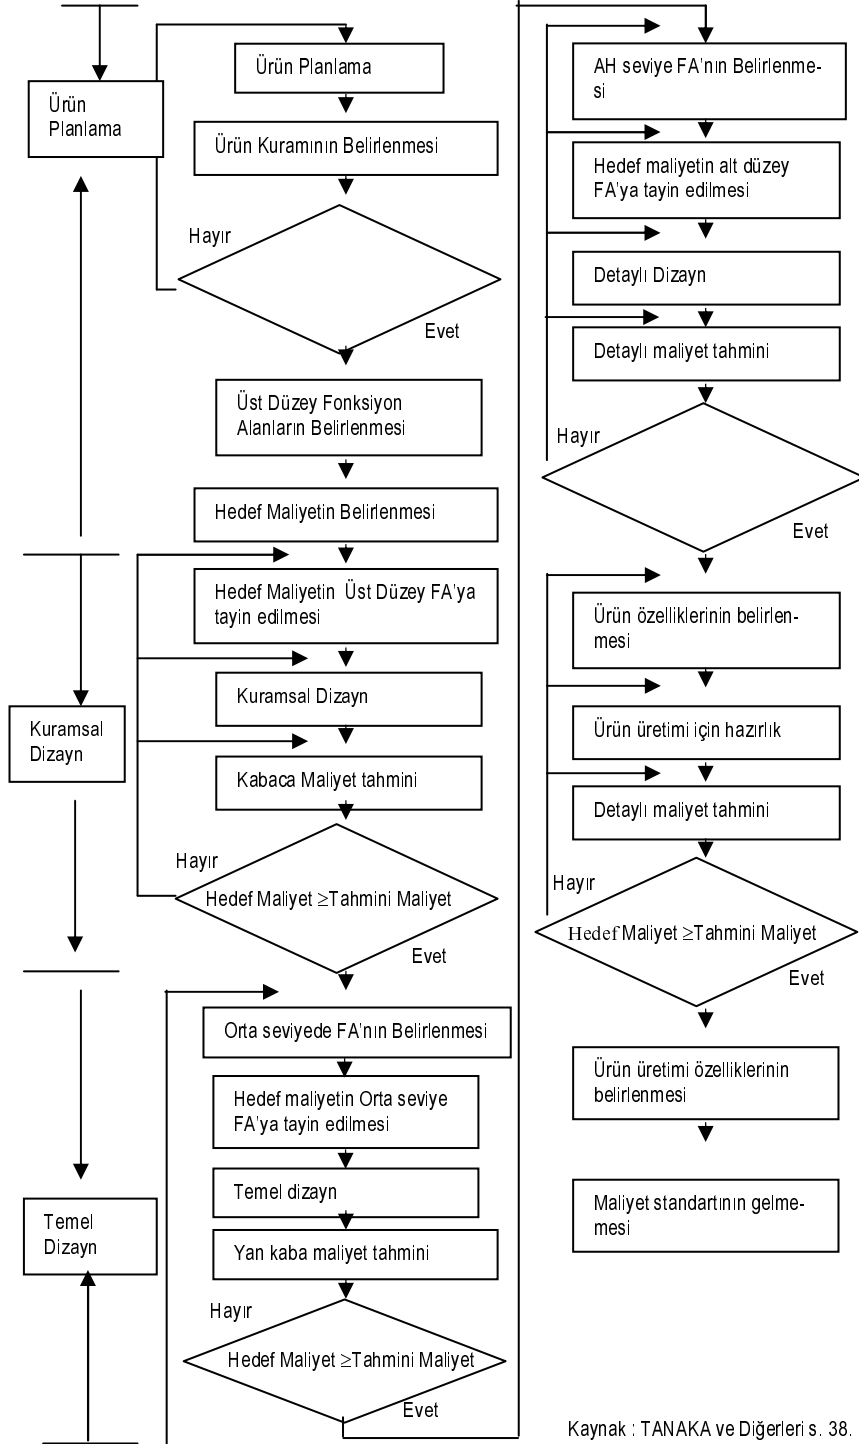 Ürün
Planlama
Kuramsal
Dizayn
Temel
Dizayn
Ürün Planlama
Ürün Kuramının Belirlenmesi
Hayır
Evet
Üst Düzey Fonksiyon
Alanların Belirlenmesi
Hedef Maliyetin Belirlenmesi
Hedef Maliyetin Üst Düzey FA'ya
tayin edilmesi
Kuramsal Dizayn
Kabaca Maliyet tahmini
Hayır
Hedef Maliyet ≥Tahmini Maliyet
Evet
Orta seviyede FA'nın Belirlenmesi
Hedef maliyetin Orta seviye
FA'ya tayin edilmesi
Temel dizayn
Yan kaba maliyet tahmini
Hayır
Hedef Maliyet ≥Tahmini Maliyet
Evet
AH seviye FA'nın Belirlenme-
si
Hedef maliyetin alt düzey
FA'ya tayin edilmesi
Detaylı Dizayn
Detaylı maliyet tahmini
Hayır
Evet
Ürün özelliklerinin belirlen-
mesi
Ürün üretimi için hazırlık
Detaylı maliyet tahmini
Hayır
Hedef Maliyet ≥Tahmini Maliyet
Evet
Ürün üretimi özelliklerinin
belirlenmesi
Maliyet standartının gelme-
mesi
Kaynak : TANAKA ve Diğerleri s. 38.